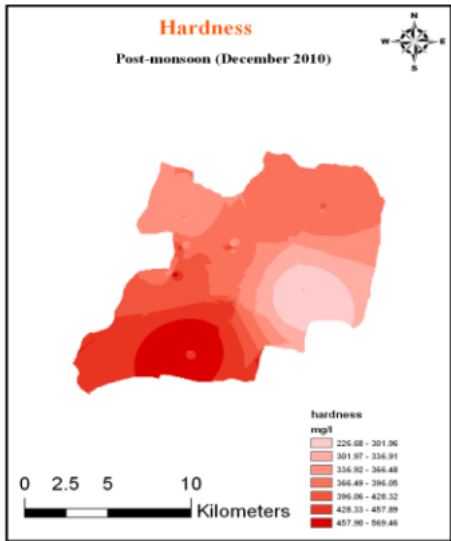 Hardness
Post-monsoon (December 2010)
N
W E
S
hardness
mg/l
226.68 - 301.96
301.97 - 336.91
336.92 - 366.48
366.49 - 396.05
396.06 - 428.32
428.33 - 457.89
457.90 - 569.46
0 2.5 5 10
Kilometers